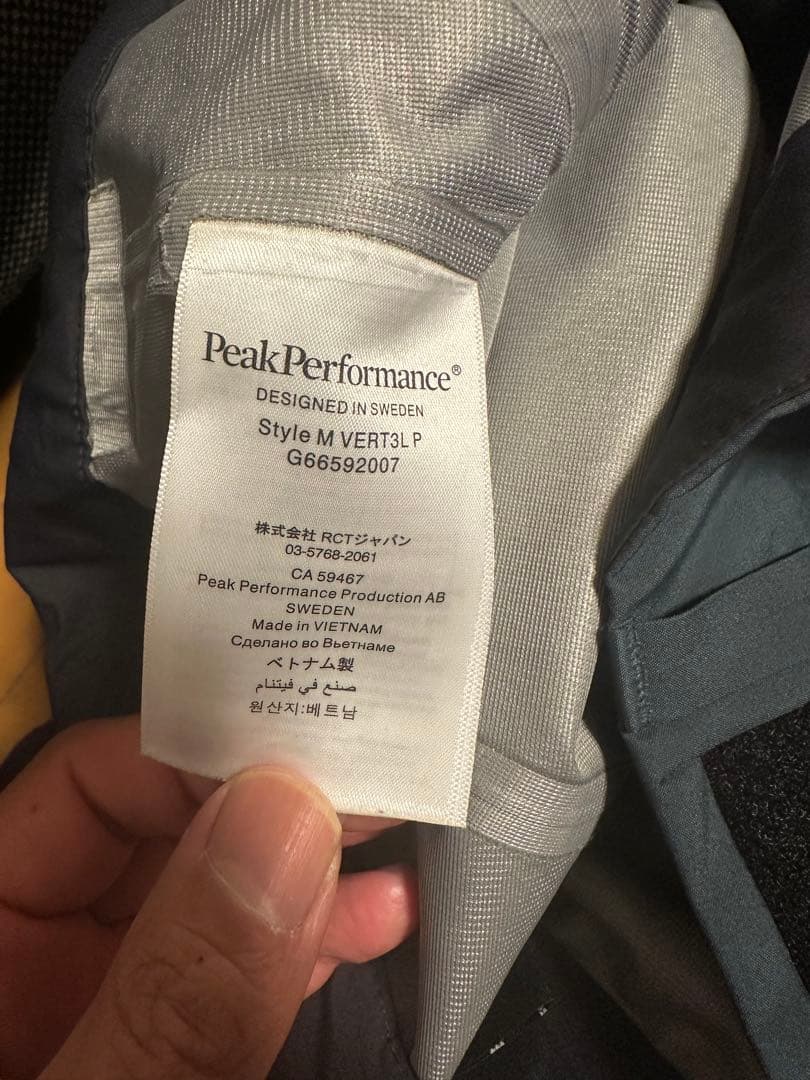 PeakPerformance®
DESIGNED IN SWEDEN
Style M VERT3L P
G66592007
株式会社 RCTジャパン
03-5768-2061
CA 59467
Peak Performance Production AB
SWEDEN
Made in VIETNAM
Сделано во Вьетнаме
ベトナム製
صنع في فيتنام
원산지:베트남